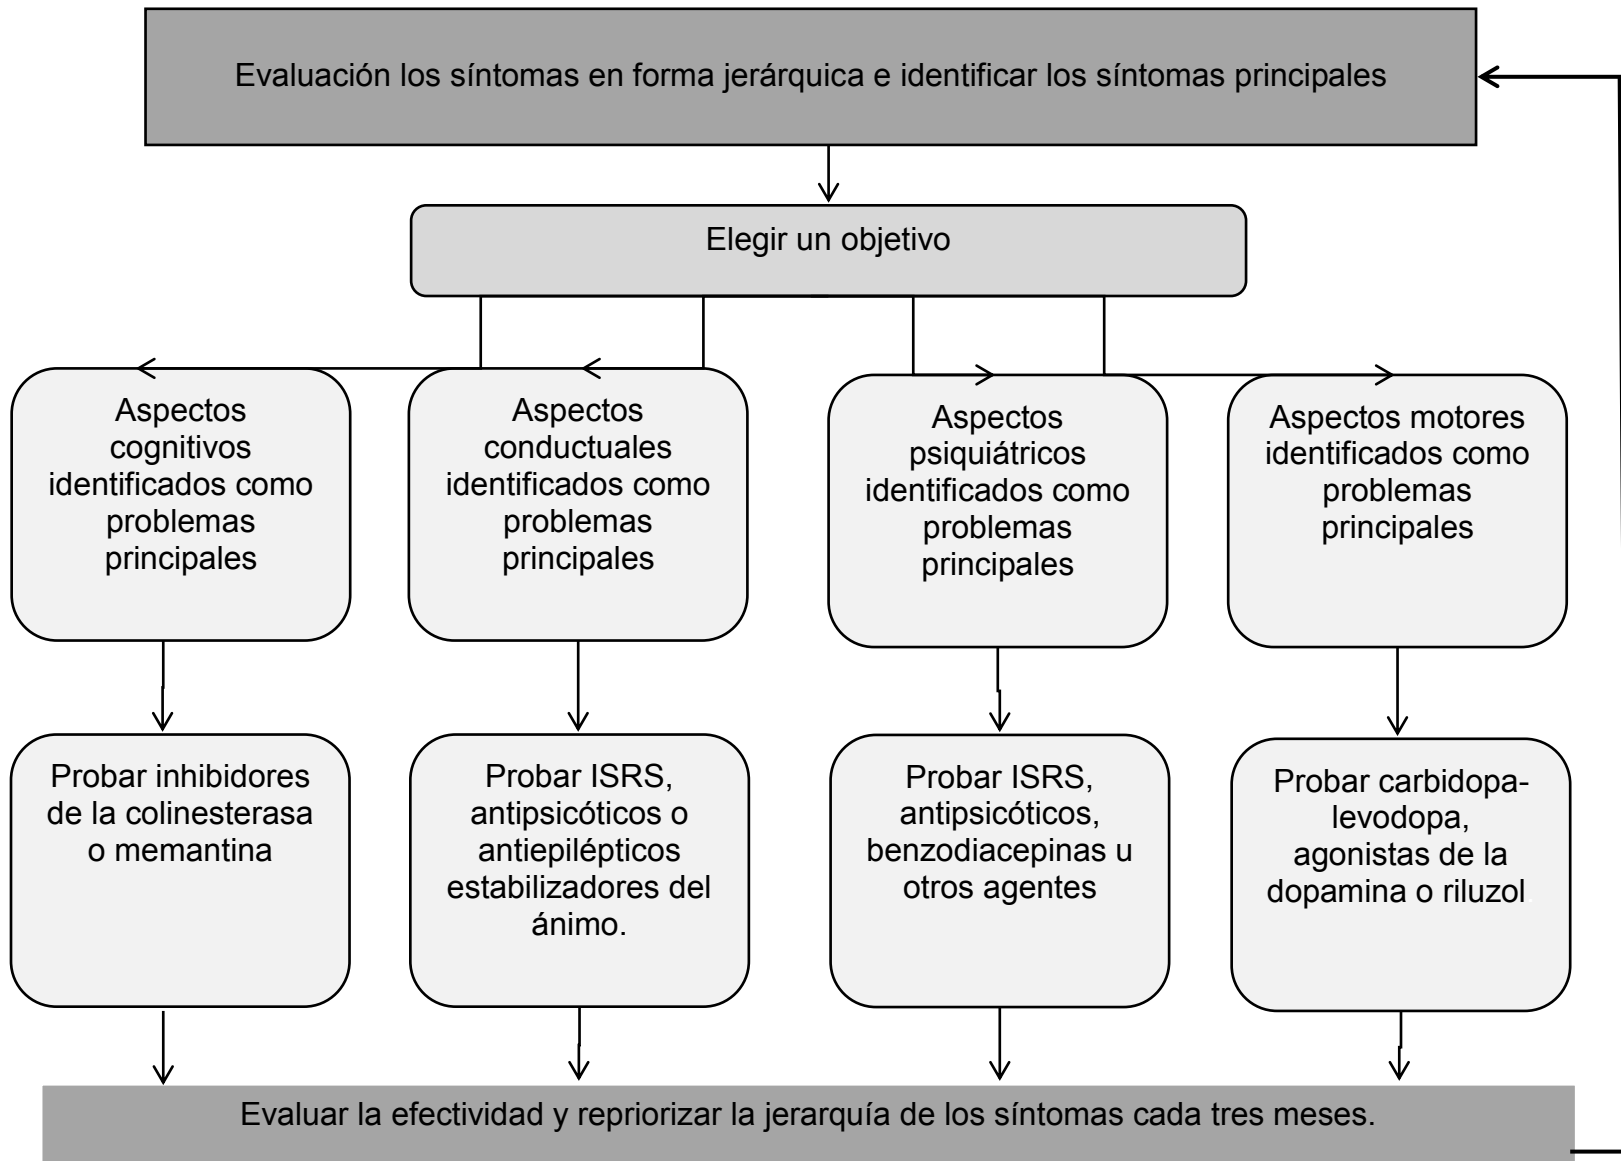 Evaluación los síntomas en forma jerárquica e identificar los síntomas principales
Elegir un objetivo
Aspectos
cognitivos
identificados como
problemas
principales
Aspectos
conductuales
identificados como
problemas
principales
Aspectos
psiquiátricos
identificados como
problemas
principales
Aspectos motores
identificados como
problemas
principales
Probar inhibidores
de la colinesterasa
o memantina
Probar ISRS,
antipsicóticos o
antiepilépticos
estabilizadores del
ánimo.
Probar ISRS,
antipsicóticos,
benzodiacepinas u
otros agentes
Probar carbidopa-
levodopa,
agonistas de la
dopamina o riluzol.
Evaluar la efectividad y repriorizar la jerarquía de los síntomas cada tres meses.